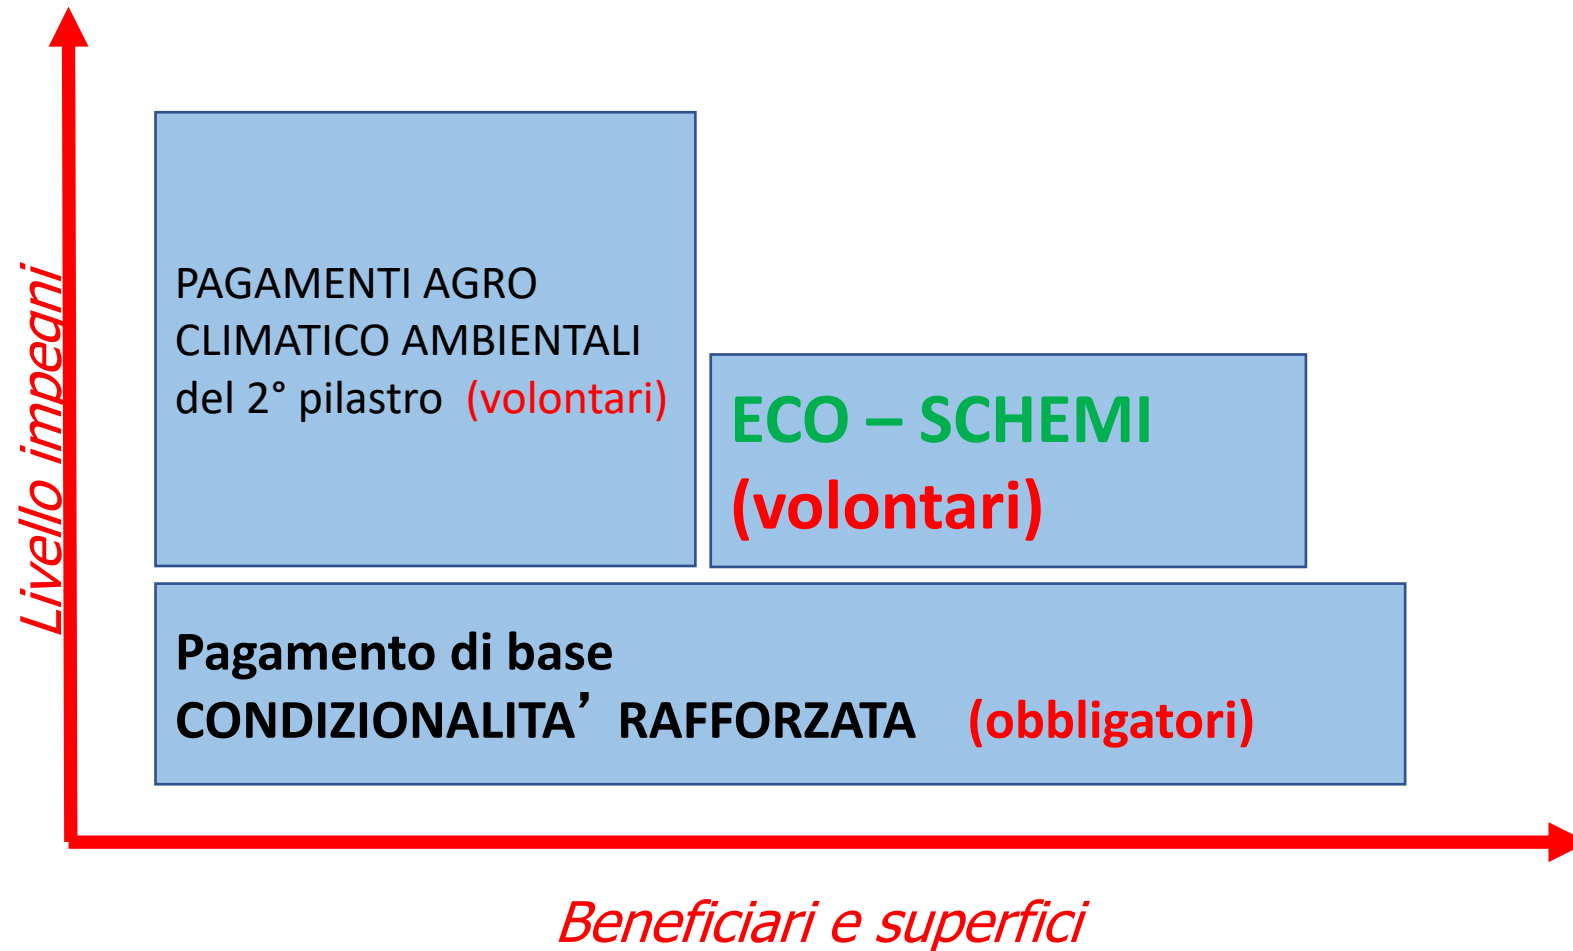 Livello impegni
PAGAMENTI AGRO
CLIMATICO AMBIENTALI
del 2° pilastro (volontari)
ECO – SCHEMI
(volontari)
Pagamento di base
CONDIZIONALITA’ RAFFORZATA (obbligatori)
Beneficiari e superfici